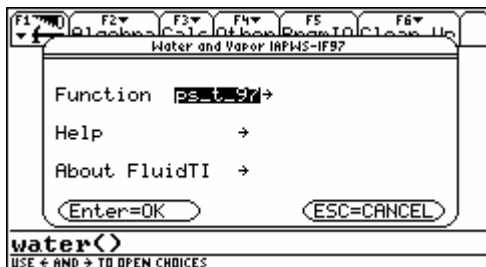 F1 F2 F3 F4 F5 F6
Algebra Calc Other PrgmIO Clean Up
Water and Vapor IAPWS-IF97
Function ps_t_97→
Help →
About FluidTI →
Enter=OK ESC=CANCEL
water()
USE ← AND → TO OPEN CHOICES